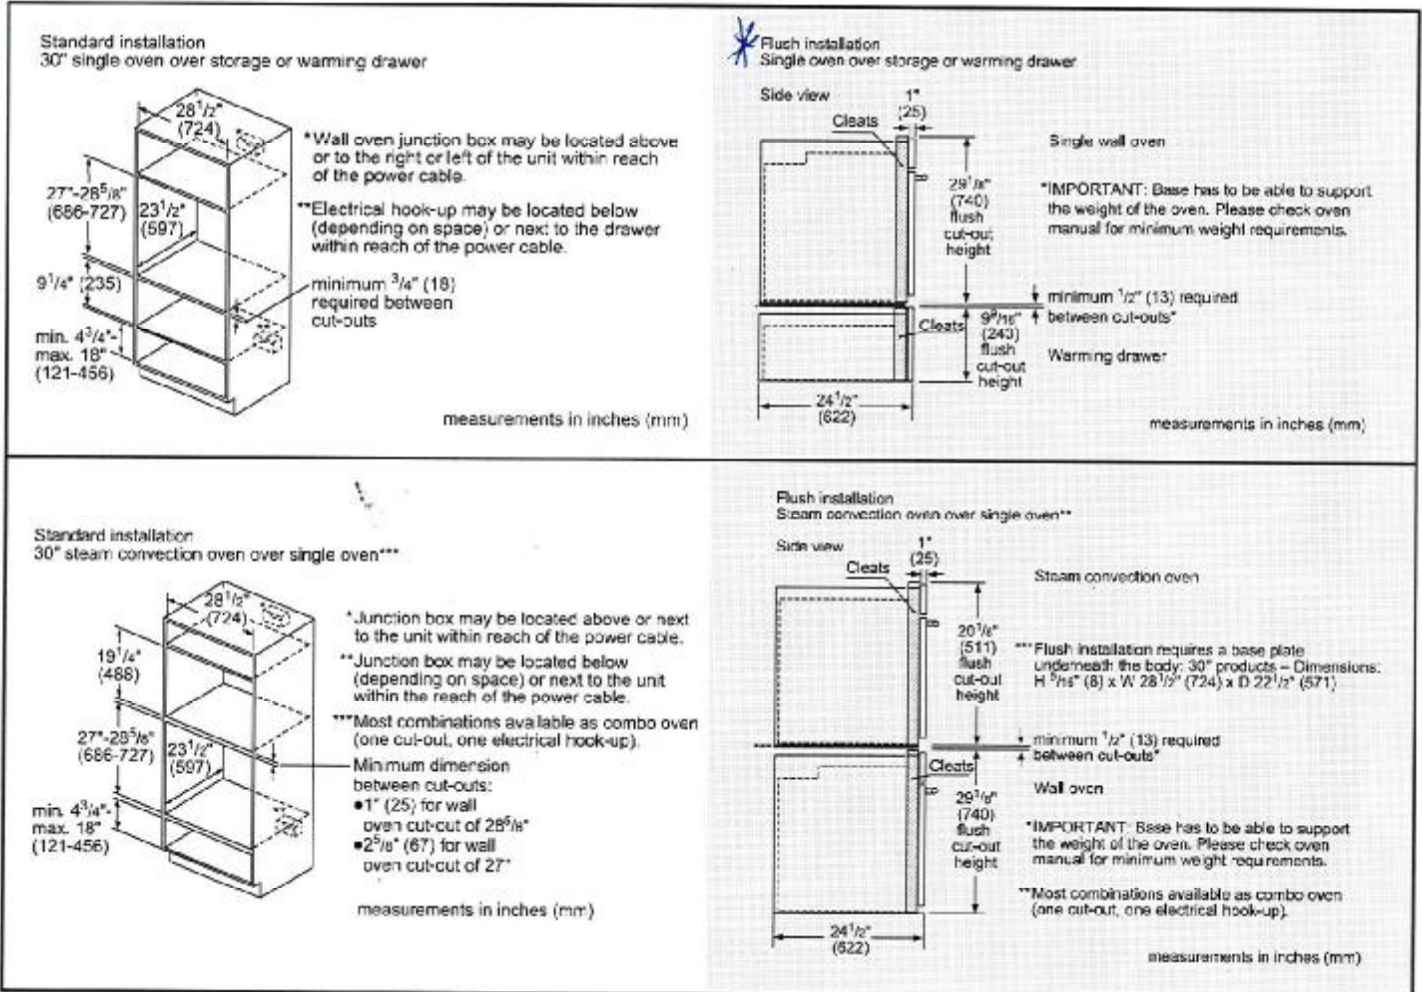 Standard installation
30" single oven over storage or warming drawer
28 1/2"
(724)
27"-28 5/8"
(686-727)
23 1/2"
(597)
9 1/4" (235)
min. 4 3/4"-
max. 18"
(121-456)
*Wall oven junction box may be located above
or to the right or left of the unit within reach
of the power cable.
**Electrical hook-up may be located below
(depending on space) or next to the drawer
within reach of the power cable.
minimum 3/4" (18)
required between
cut-outs
measurements in inches (mm)
Flush installation
Single oven over storage or warming drawer
Side view
1"
(25)
Cleats
29 1/8"
(740)
flush
cut-out
height
Single wall oven
*IMPORTANT: Base has to be able to support
the weight of the oven. Please check oven
manual for minimum weight requirements.
minimum 1/2" (13) required
between cut-outs*
Cleats
9 9/16"
(243)
flush
cut-out
height
Warming drawer
24 1/2"
(622)
measurements in inches (mm)
Standard installation
30" steam convection oven over single oven***
28 1/2"
(724)
19 1/4"
(488)
27"-28 5/8"
(686-727)
23 1/2"
(597)
min. 4 3/4"-
max. 18"
(121-456)
*Junction box may be located above or next
to the unit within reach of the power cable.
**Junction box may be located below
(depending on space) or next to the unit
within the reach of the power cable.
***Most combinations available as combo oven
(one cut-out, one electrical hook-up).
Minimum dimension
between cut-outs:
●1" (25) for wall
oven cut-out of 28 5/8"
●2 5/8" (67) for wall
oven cut-out of 27"
measurements in inches (mm)
Flush installation
Steam convection oven over single oven**
Side view
1"
(25)
Cleats
20 1/8"
(511)
flush
cut-out
height
Steam convection oven
***Flush installation requires a base plate
underneath the body: 30" products – Dimensions:
H 5/16" (8) x W 28 1/2" (724) x D 22 1/2" (571)
minimum 1/2" (13) required
between cut-outs*
Cleats
29 1/8"
(740)
flush
cut-out
height
Wall oven
*IMPORTANT: Base has to be able to support
the weight of the oven. Please check oven
manual for minimum weight requirements.
**Most combinations available as combo oven
(one cut-out, one electrical hook-up).
24 1/2"
(622)
measurements in inches (mm)